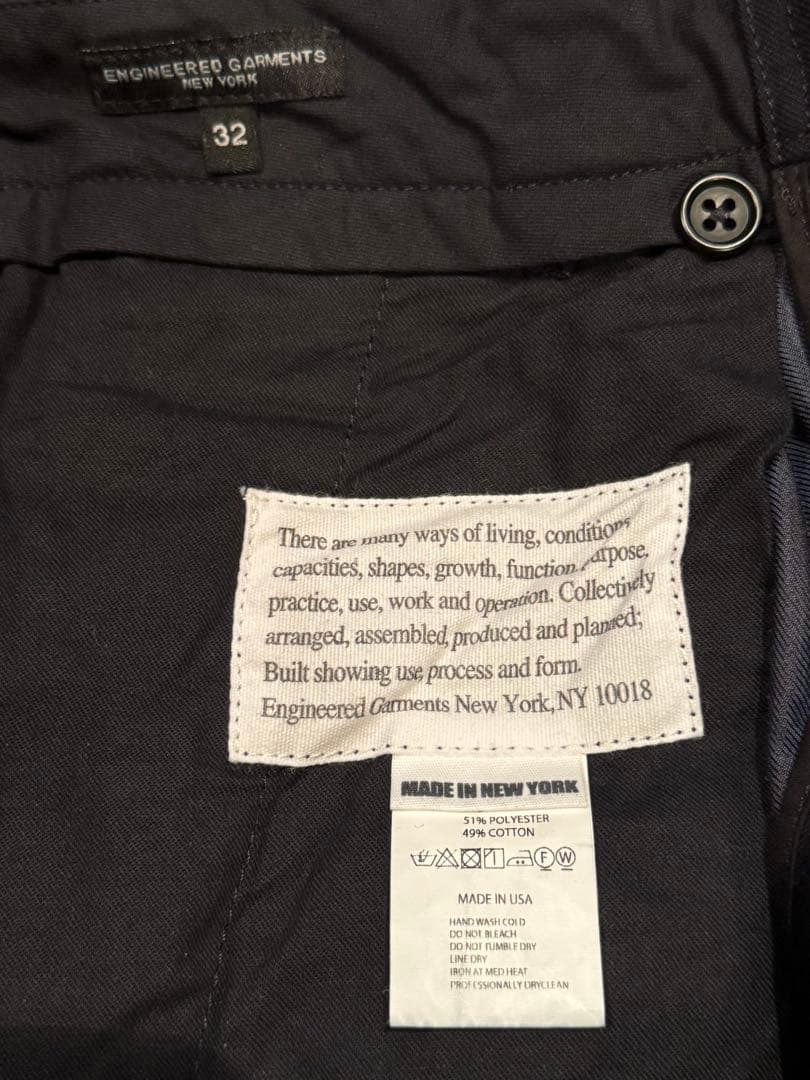 ENGINEERED GARMENTS
NEW YORK
32
There are many ways of living, conditions
capacities, shapes, growth, function, purpose,
practice, use, work and operation. Collectively
arranged, assembled, produced and planned;
Built showing use process and form.
Engineered Garments New York, NY 10018
MADE IN NEW YORK
51% POLYESTER
49% COTTON
F W
MADE IN USA
HAND WASH COLD
DO NOT BLEACH
DO NOT TUMBLE DRY
LINE DRY
IRON AT MED HEAT
PROFESSIONALLY DRYCLEAN